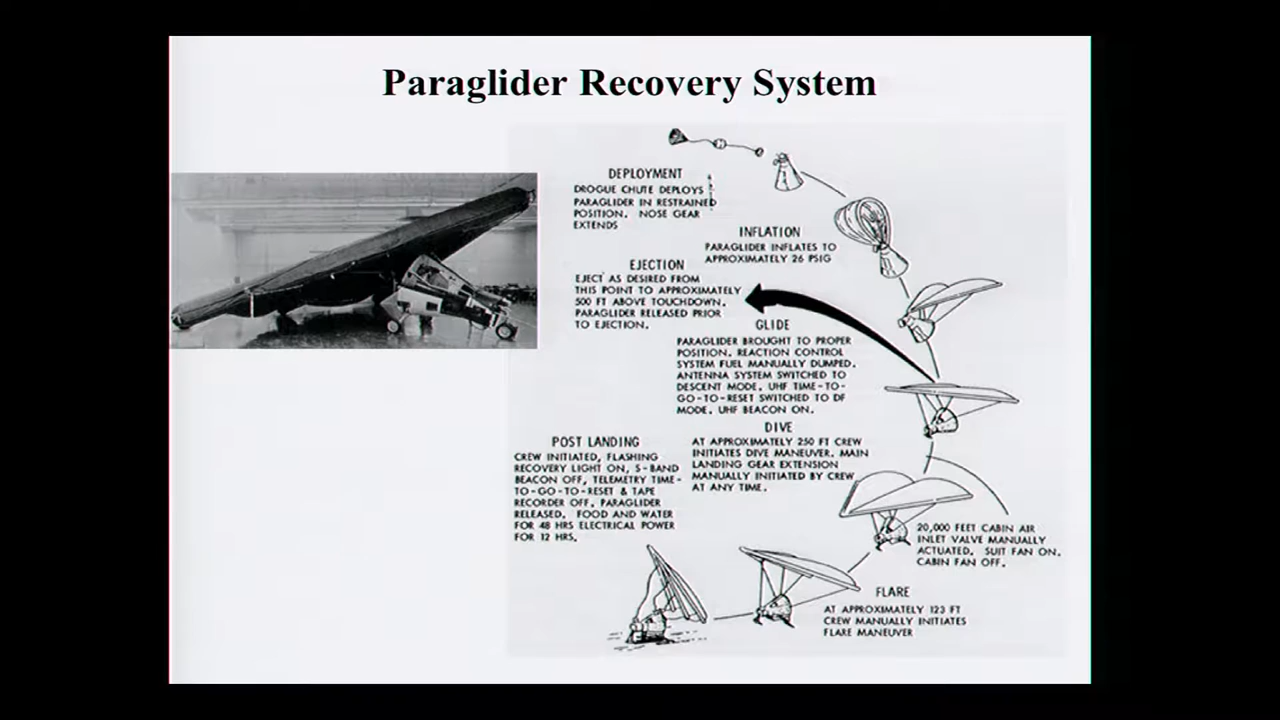 Paraglider Recovery System
DEPLOYMENT
DROGUE CHUTE DEPLOYS
PARAGLIDER IN RESTRAINED
POSITION. NOSE GEAR
EXTENDS
INFLATION
PARAGLIDER INFLATES TO
APPROXIMATELY 26 PSIG
EJECTION
EJECT AS DESIRED FROM
THIS POINT TO APPROXIMATELY
500 FT ABOVE TOUCHDOWN.
PARAGLIDER RELEASED PRIOR
TO EJECTION.
GLIDE
PARAGLIDER BROUGHT TO PROPER
POSITION. REACTION CONTROL
SYSTEM FUEL MANUALLY DUMPED.
ANTENNA SYSTEM SWITCHED TO
DESCENT MODE. UHF TIME-TO-
GO-TO-RESET SWITCHED TO DF
MODE. UHF BEACON ON.
DIVE
AT APPROXIMATELY 250 FT CREW
INITIATES DIVE MANEUVER. MAIN
LANDING GEAR EXTENSION
MANUALLY INITIATED BY CREW
AT ANY TIME.
POST LANDING
CREW INITIATED, FLASHING
RECOVERY LIGHT ON, S-BAND
BEACON OFF, TELEMETRY TIME-
TO-GO-TO-RESET & TAPE
RECORDER OFF. PARAGLIDER
RELEASED. FOOD AND WATER
FOR 48 HRS ELECTRICAL POWER
FOR 12 HRS.
20,000 FEET CABIN AIR
INLET VALVE MANUALLY
ACTUATED. SUIT FAN ON.
CABIN FAN OFF.
FLARE
AT APPROXIMATELY 123 FT
CREW MANUALLY INITIATES
FLARE MANEUVER